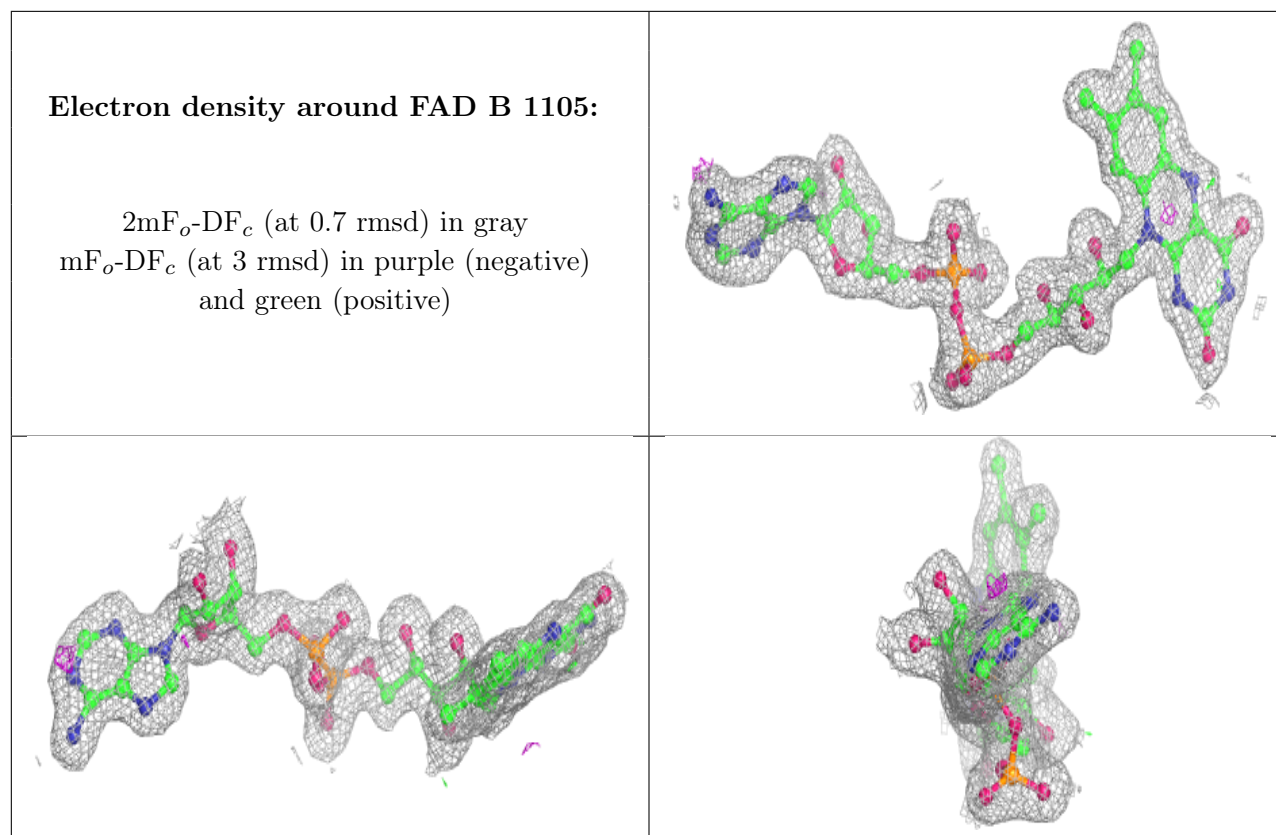 Electron density around FAD B 1105:
2mFo-DFc (at 0.7 rmsd) in gray
mFo-DFc (at 3 rmsd) in purple (negative)
and green (positive)